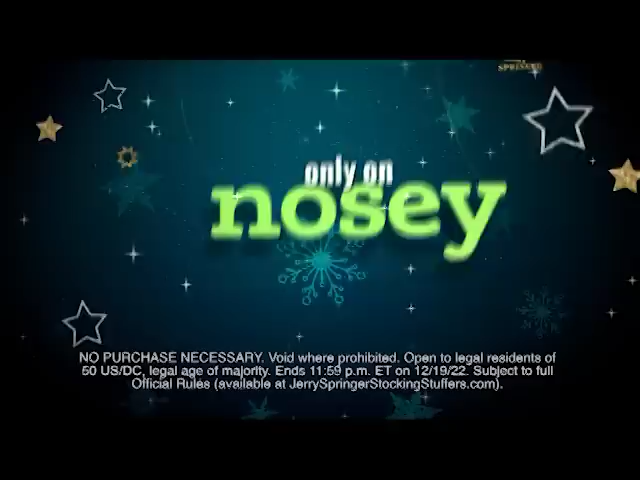 SPRINGER
only on
nosey
NO PURCHASE NECESSARY. Void where prohibited. Open to legal residents of
50 US/DC, legal age of majority. Ends 11:59 p.m. ET on 12/19/22. Subject to full
Official Rules (available at JerrySpringerStockingStuffers.com).